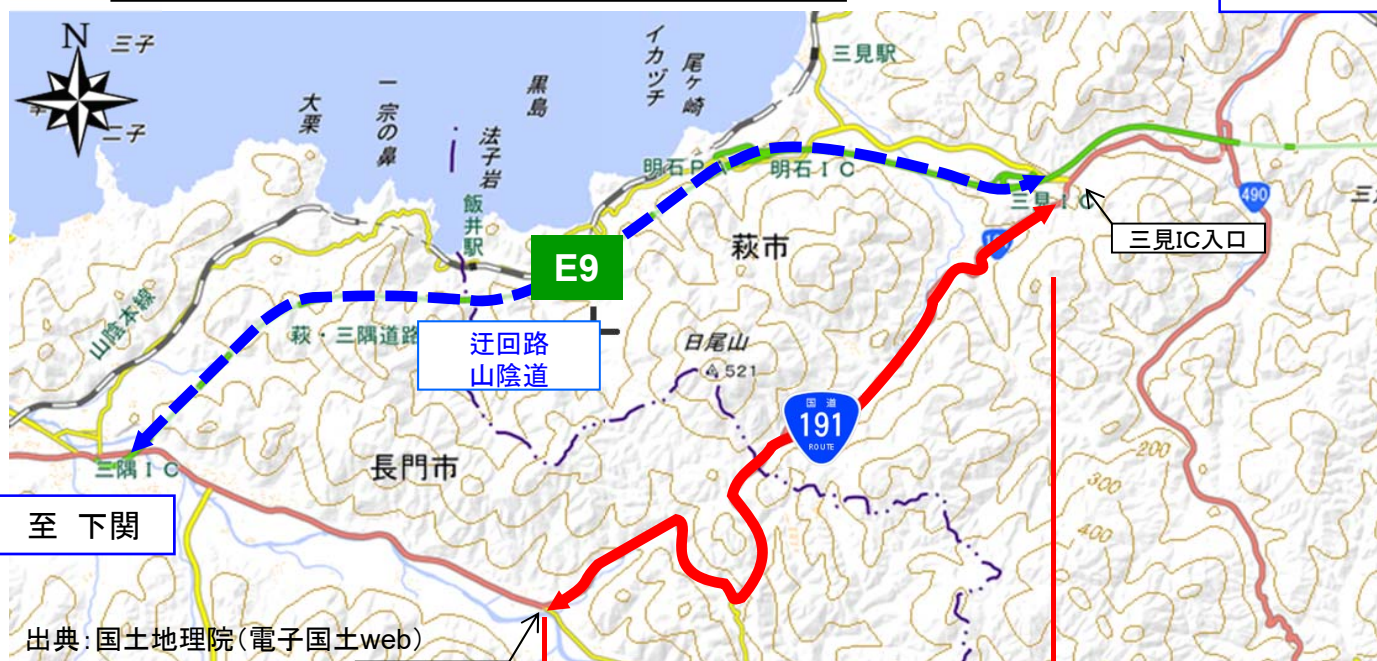 N
三子
二子
大栗
一宗の鼻
黒島
法子岩
イカヅチ
尾ヶ崎
三見駅
飯井駅
明石PA
明石IC
三見IC
三見IC入口
490
萩市
E9
山陰本線
萩・三隅道路
迂回路
山陰道
日尾山
521
国道
191
ROUTE
三隅IC
長門市
200
300
400
至 下関
出典:国土地理院(電子国土web)